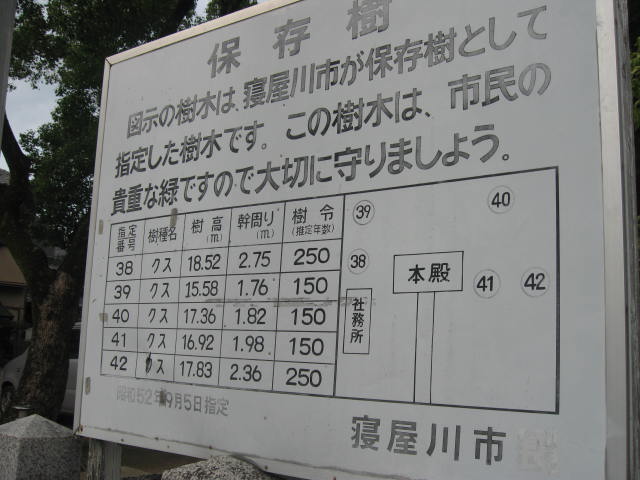 保存樹
図示の樹木は、寝屋川市が保存樹として
指定した樹木です。この樹木は、市民の
貴重な緑ですので大切に守りましょう。
指定番号 樹種名 樹高(m) 幹周り(m) 樹令(推定年数)
38 クス 18.52 2.75 250
39 クス 15.58 1.76 150
40 クス 17.36 1.82 150
41 クス 16.92 1.98 150
42 クス 17.83 2.36 250
39 40
38 本殿 41 42
社務所
昭和52年9月5日指定
寝屋川市